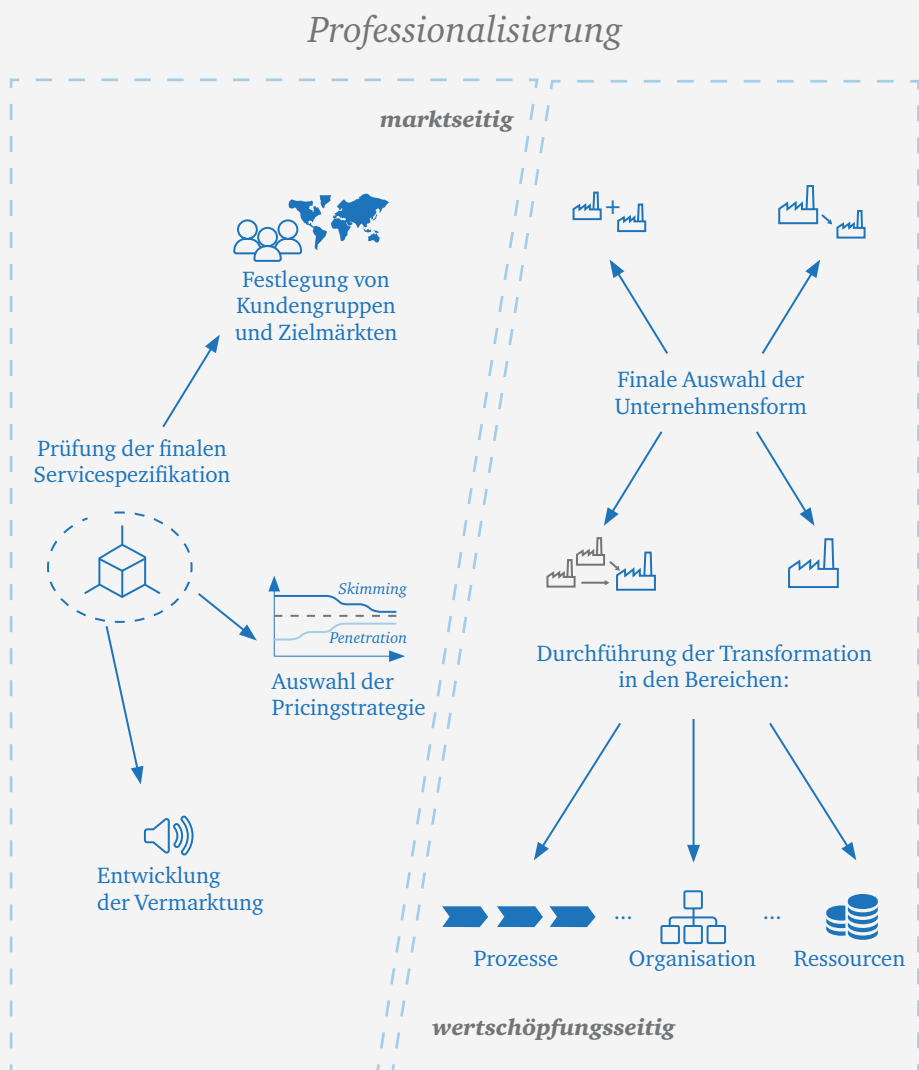 Professionalisierung
marktseitig
Festlegung von
Kundengruppen
und Zielmärkten
Prüfung der finalen
Servicespezifikation
Skimming
Penetration
Auswahl der
Pricingstrategie
Entwicklung
der Vermarktung
+
Finale Auswahl der
Unternehmensform
Durchführung der Transformation
in den Bereichen:
... ...
Prozesse Organisation Ressourcen
wertschöpfungsseitig